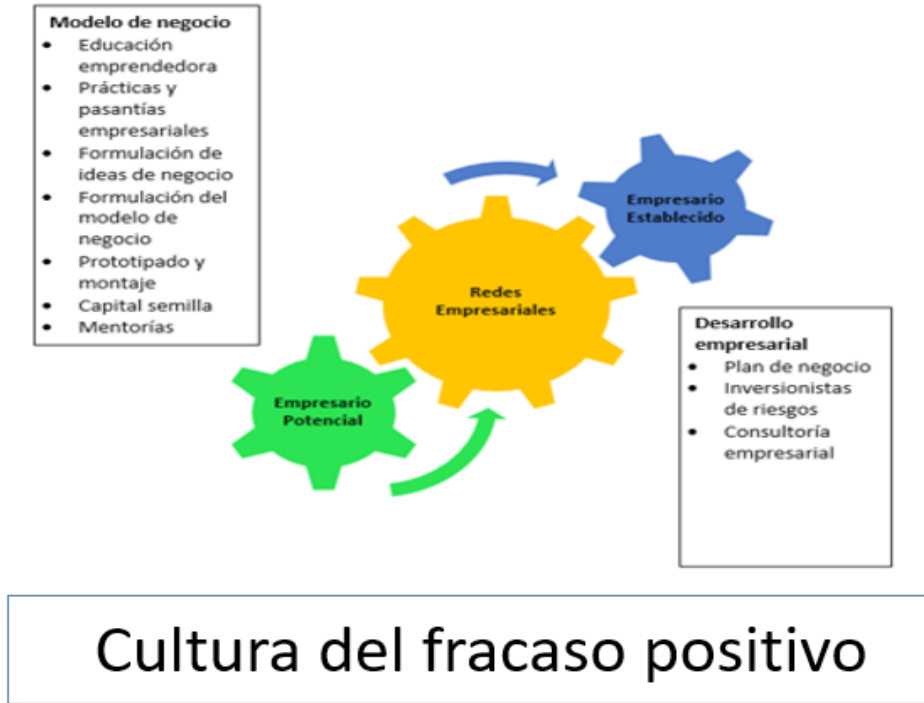 Modelo de negocio
• Educación
emprendedora
• Prácticas y
pasantías
empresariales
• Formulación de
ideas de negocio
• Formulación del
modelo de
negocio
• Prototipado y
montaje
• Capital semilla
• Mentorías
Empresario
Establecido
Redes
Empresariales
Empresario
Potencial
Desarrollo
empresarial
• Plan de negocio
• Inversionistas
de riesgos
• Consultoría
empresarial
Cultura del fracaso positivo